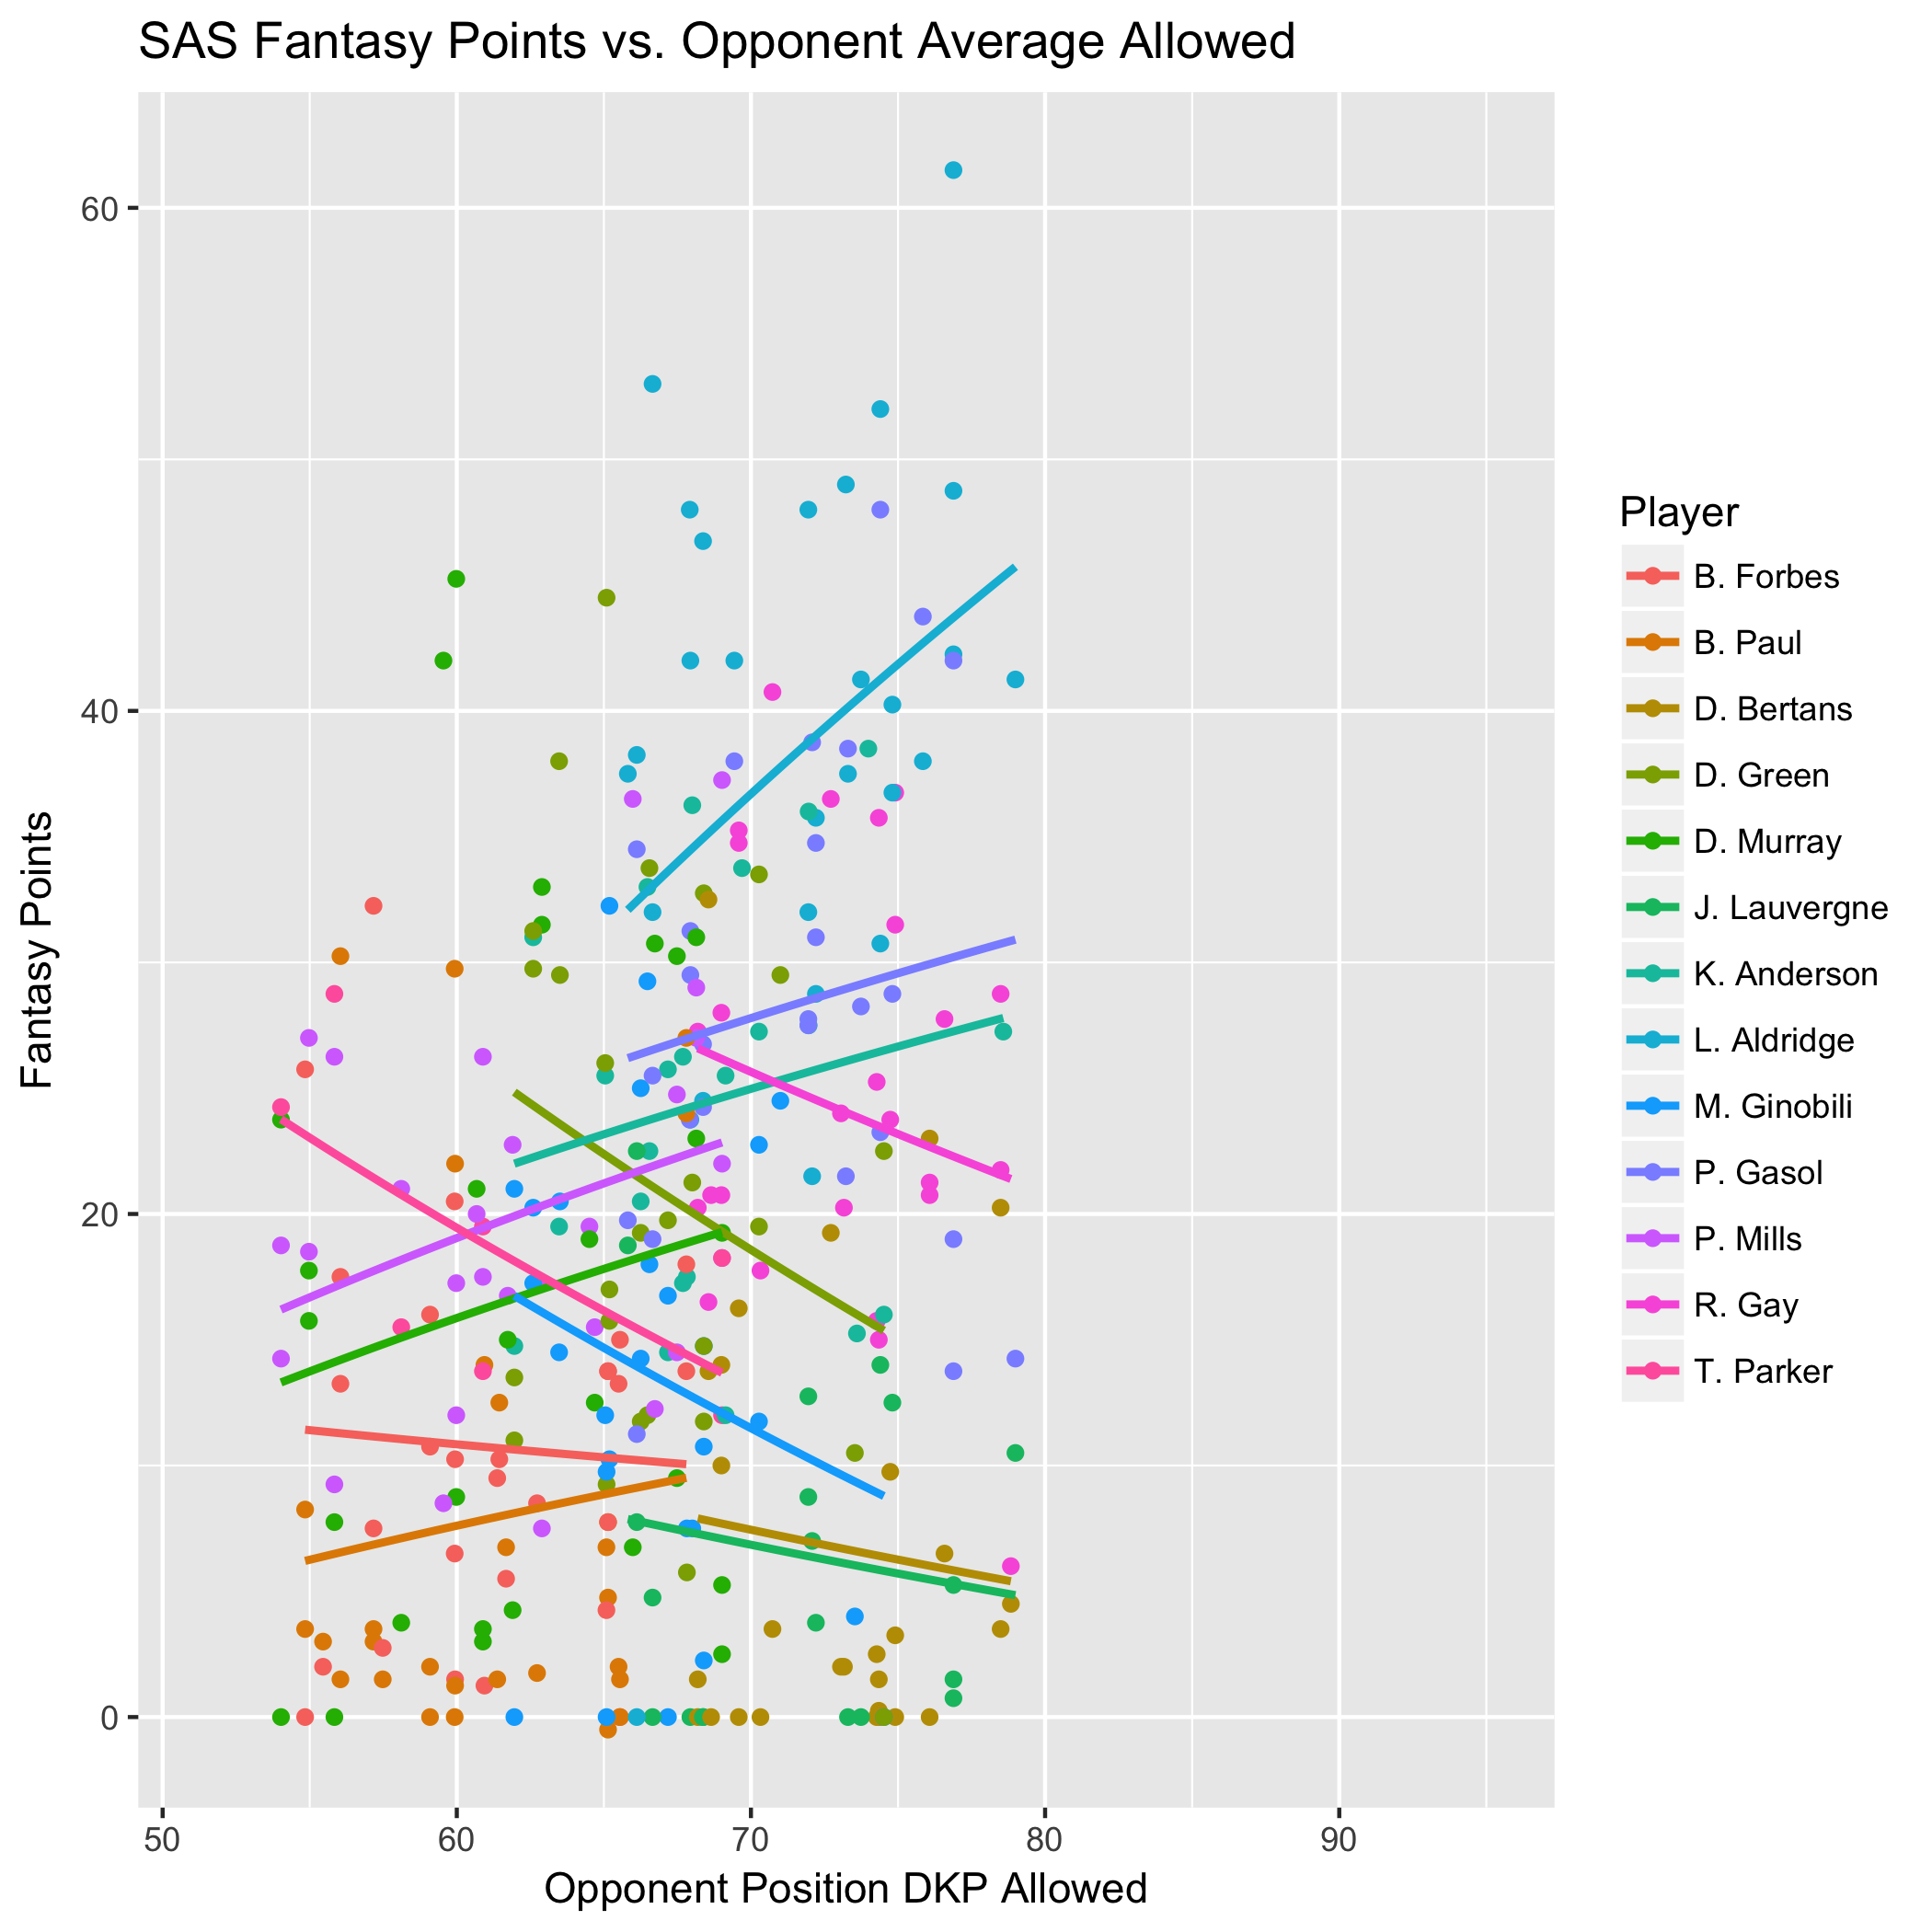 SAS Fantasy Points vs. Opponent Average Allowed
60
40
20
0
Fantasy Points
50 60 70 80 90
Opponent Position DKP Allowed
Player
B. Forbes
B. Paul
D. Bertans
D. Green
D. Murray
J. Lauvergne
K. Anderson
L. Aldridge
M. Ginobili
P. Gasol
P. Mills
R. Gay
T. Parker